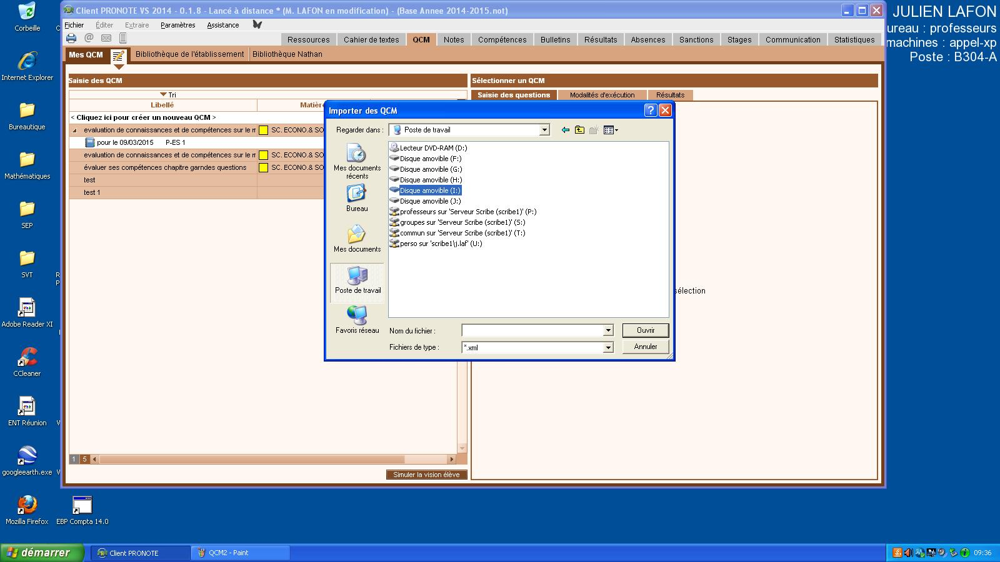 Client PRONOTE VS 2014 - 0.1.8 - Lancé à distance * (M. LAFON en modification) - (Base Annee 2014-2015.not)
JULIEN LAFON
ureau : professeurs
machines : appel-xp
Poste : B304-A
Fichier Éditer Extraire Paramètres Assistance
Ressources Cahier de textes QCM Notes Compétences Bulletins Résultats Absences Sanctions Stages Communication Statistiques
Mes QCM Bibliothèque de l'établissement Bibliothèque Nathan
Saisie des QCM
Sélectionner un QCM
Tri
Saisie des questions Modalités d'exécution Résultats
Libellé Matièr
< Cliquez ici pour créer un nouveau QCM >
evaluation de connaissances et de compétences sur le m SC. ECONO.& SO
pour le 09/03/2015 P-ES 1
evaluation de connaissances et de compétences sur le m SC. ECONO.& SO
évaluer ses compétences chapitre garndes questions SC. ECONO.& SO
test
test 1
1 5
Simuler la vision élève
sélection
Importer des QCM
Regarder dans : Poste de travail
Mes documents récents
Bureau
Mes documents
Poste de travail
Favoris réseau
Lecteur DVD-RAM (D:)
Disque amovible (F:)
Disque amovible (G:)
Disque amovible (H:)
Disque amovible (I:)
Disque amovible (J:)
professeurs sur 'Serveur Scribe (scribe1)' (P:)
groupes sur 'Serveur Scribe (scribe1)' (S:)
commun sur 'Serveur Scribe (scribe1)' (T:)
perso sur 'scribe1\j.laf' (U:)
Nom du fichier : Ouvrir
Fichiers de type : *.xml Annuler
Corbeille
Internet Explorer
Bureautique
Mathématiques
SEP
SVT
Adobe Reader XI
CCleaner
ENT Réunion
googleearth.exe
Mozilla Firefox
EBP Compta 14.0
démarrer
Client PRONOTE
QCM2 - Paint
09:36